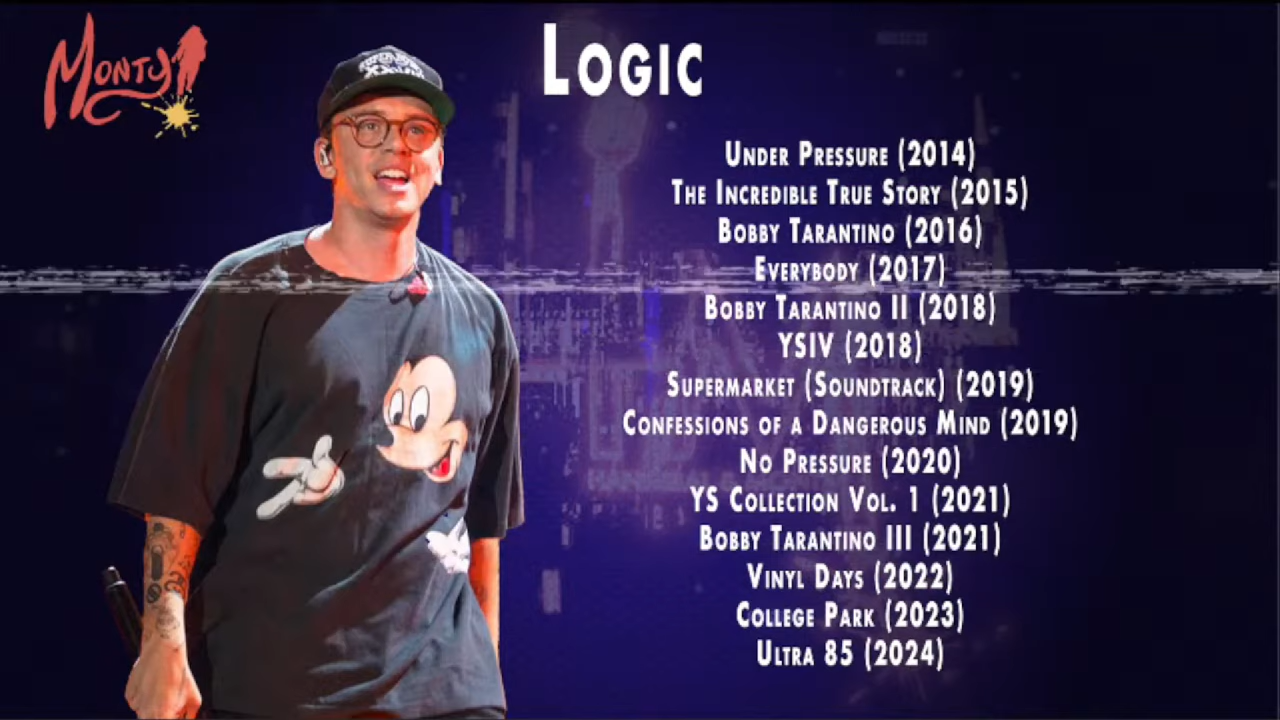 Monty
Logic
Under Pressure (2014)
The Incredible True Story (2015)
Bobby Tarantino (2016)
Everybody (2017)
Bobby Tarantino II (2018)
YSIV (2018)
Supermarket (Soundtrack) (2019)
Confessions of a Dangerous Mind (2019)
No Pressure (2020)
YS Collection Vol. 1 (2021)
Bobby Tarantino III (2021)
Vinyl Days (2022)
College Park (2023)
Ultra 85 (2024)